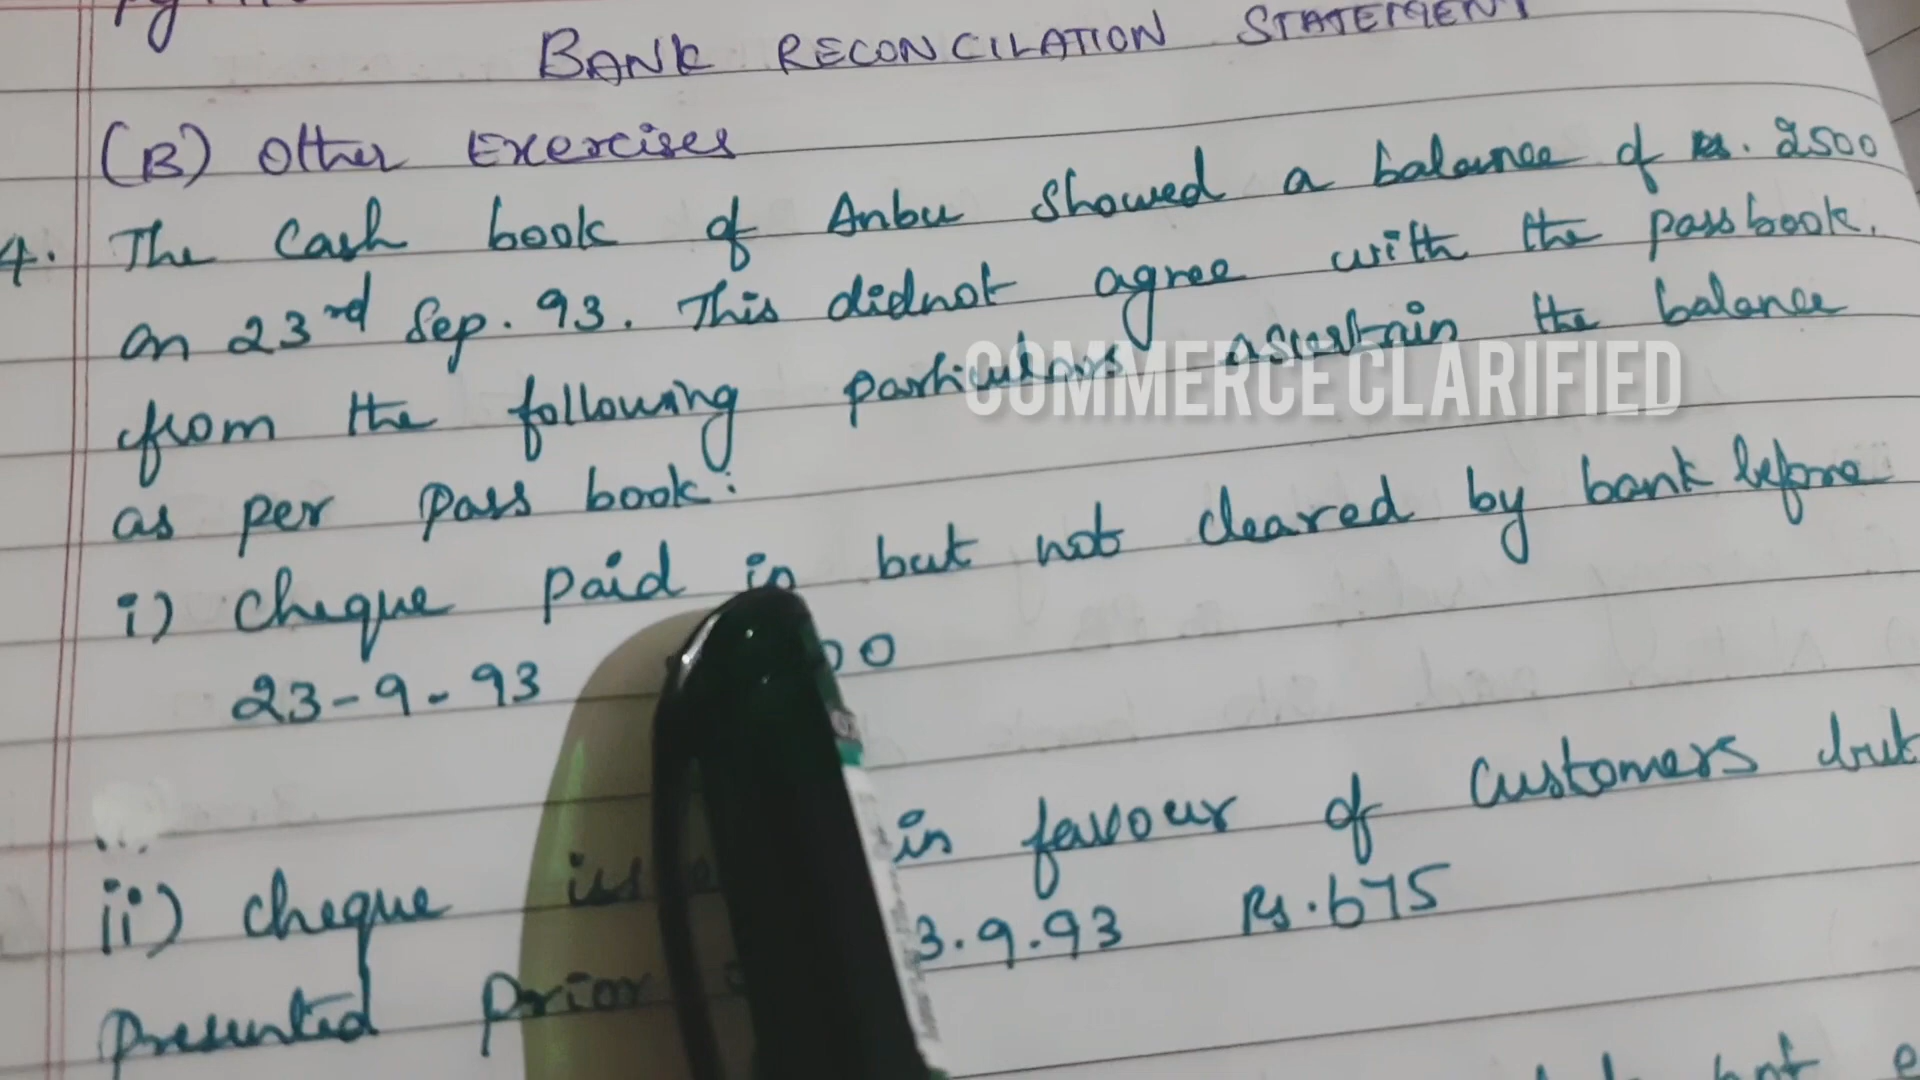 BANK RECONCILATION STATEMENT
(B) Other Exercises
4. The Cash book of Anbu Showed a balance of Rs. 2500
on 23rd Sep. 93. This didnot agree with the pass book.
from the following particulars ascertain the balance
COMMERCE CLARIFIED
as per pass book:
i) Cheque paid in but not cleared by bank before
23-9-93
ii) Cheque in favour of Customers but
presented prior 3.9.93 Rs. 675